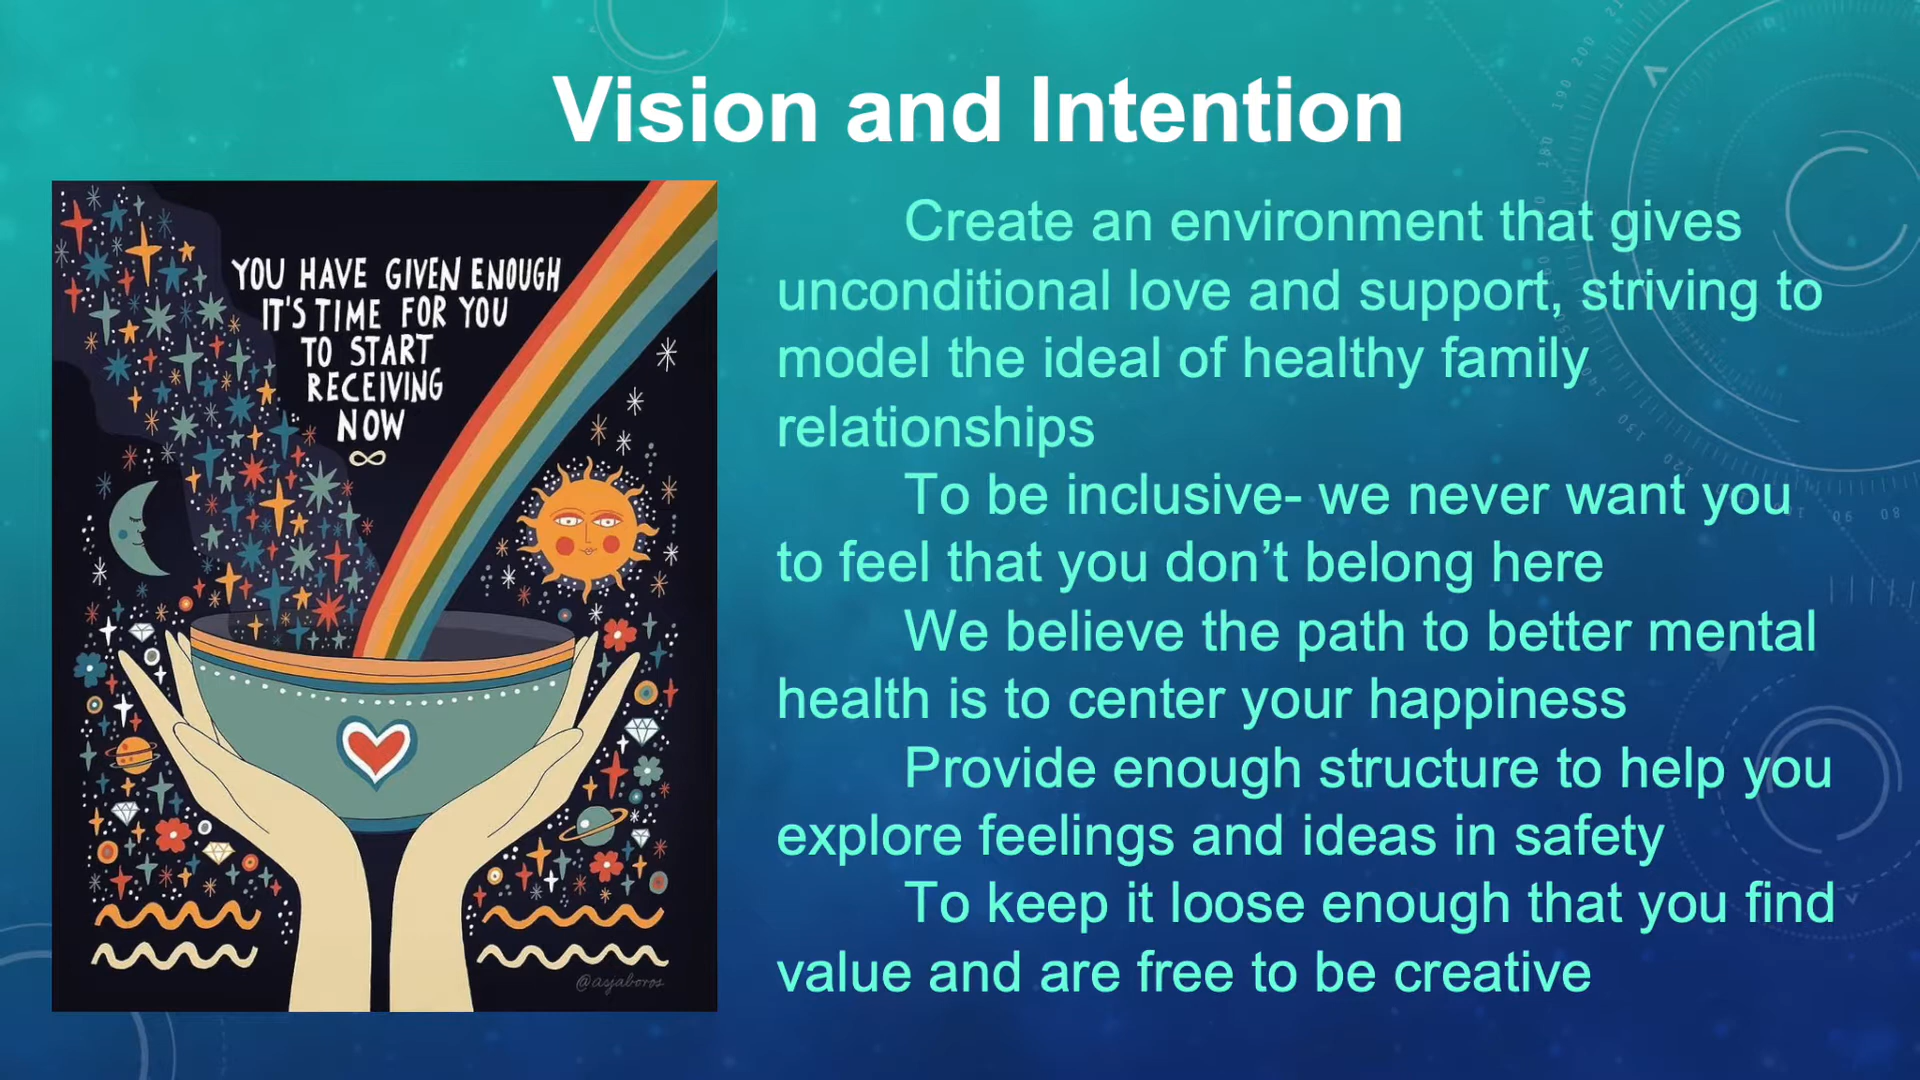 Vision and Intention
YOU HAVE GIVEN ENOUGH
IT'S TIME FOR YOU
TO START
RECEIVING
NOW
@asjaboros
Create an environment that gives
unconditional love and support, striving to
model the ideal of healthy family
relationships
To be inclusive- we never want you
to feel that you don’t belong here
We believe the path to better mental
health is to center your happiness
Provide enough structure to help you
explore feelings and ideas in safety
To keep it loose enough that you find
value and are free to be creative